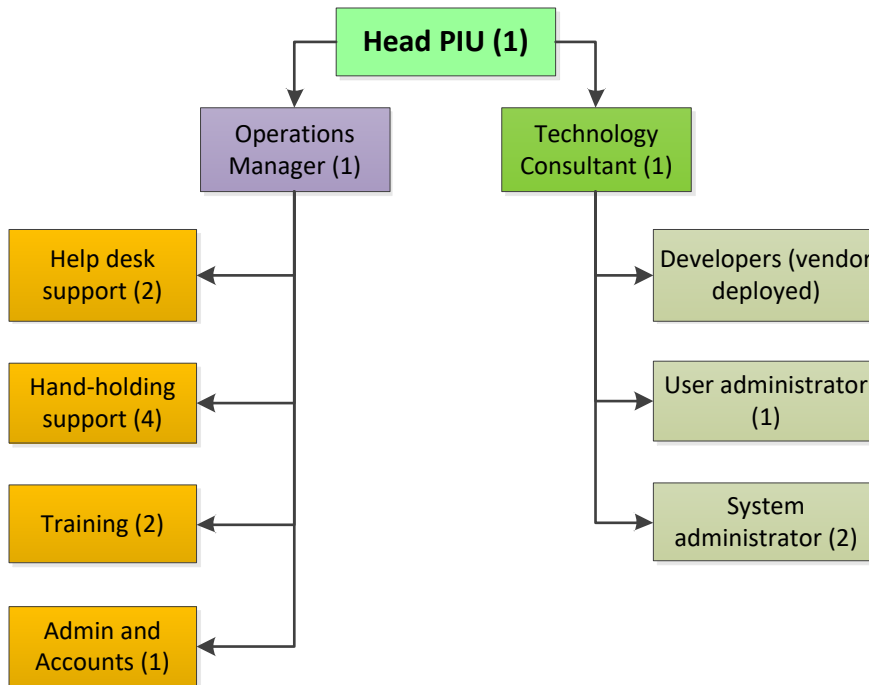 Head PIU (1)
Operations
Manager (1)
Technology
Consultant (1)
Help desk
support (2)
Developers (vendor
deployed)
Hand-holding
support (4)
User administrator
(1)
Training (2)
System
administrator (2)
Admin and
Accounts (1)